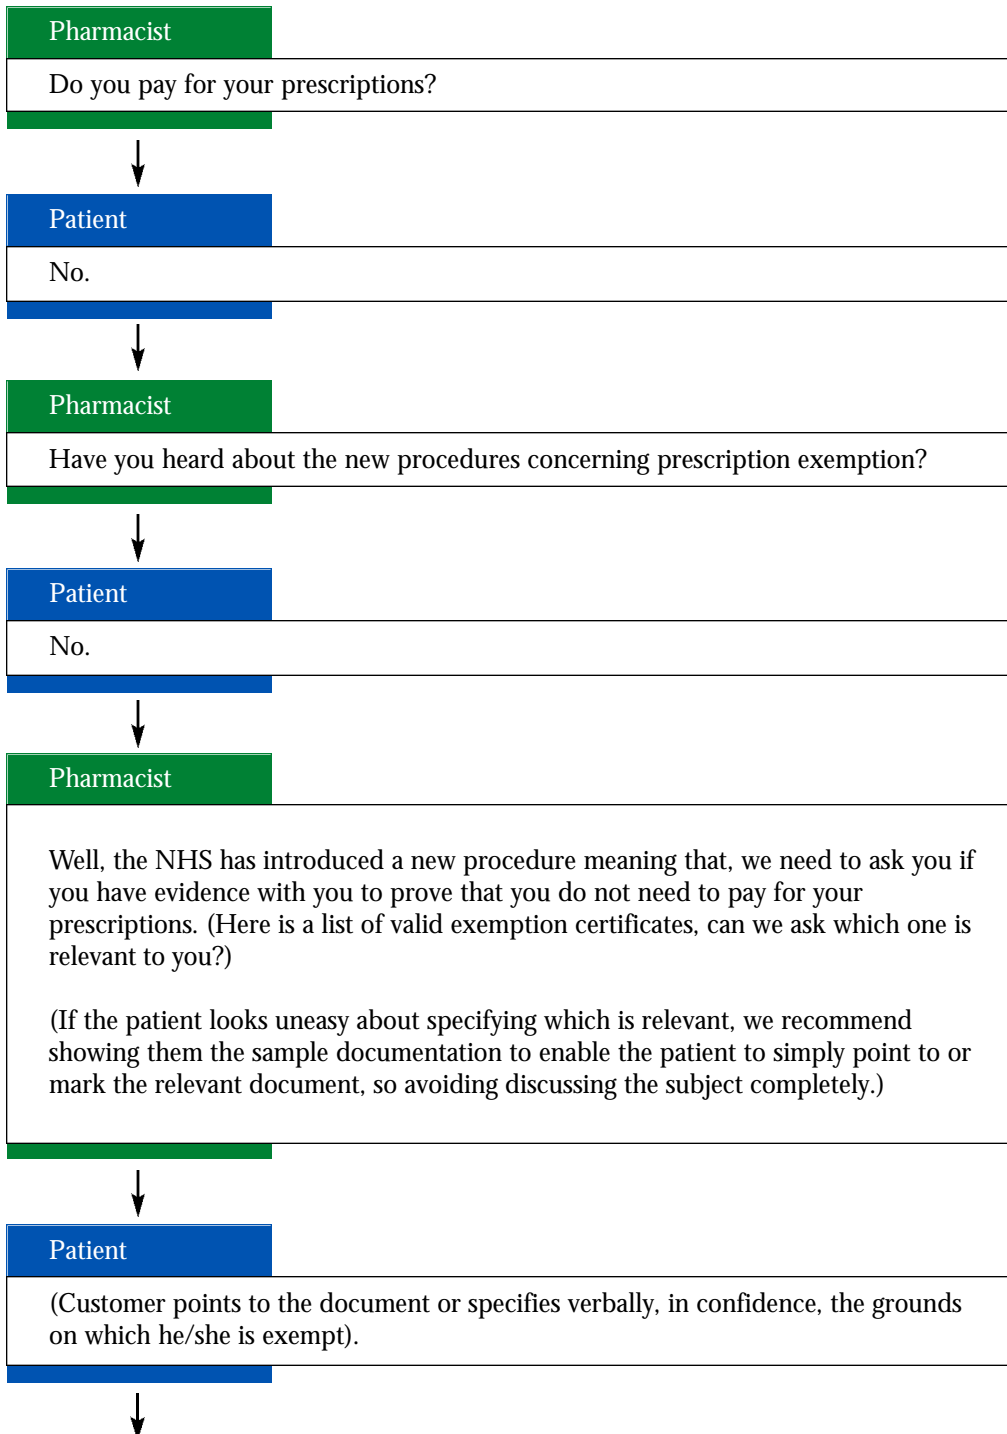 Pharmacist
Do you pay for your prescriptions?
Patient
No.
Pharmacist
Have you heard about the new procedures concerning prescription exemption?
Patient
No.
Pharmacist
Well, the NHS has introduced a new procedure meaning that, we need to ask you if
you have evidence with you to prove that you do not need to pay for your
prescriptions. (Here is a list of valid exemption certificates, can we ask which one is
relevant to you?)
(If the patient looks uneasy about specifying which is relevant, we recommend
showing them the sample documentation to enable the patient to simply point to or
mark the relevant document, so avoiding discussing the subject completely.)
Patient
(Customer points to the document or specifies verbally, in confidence, the grounds
on which he/she is exempt).